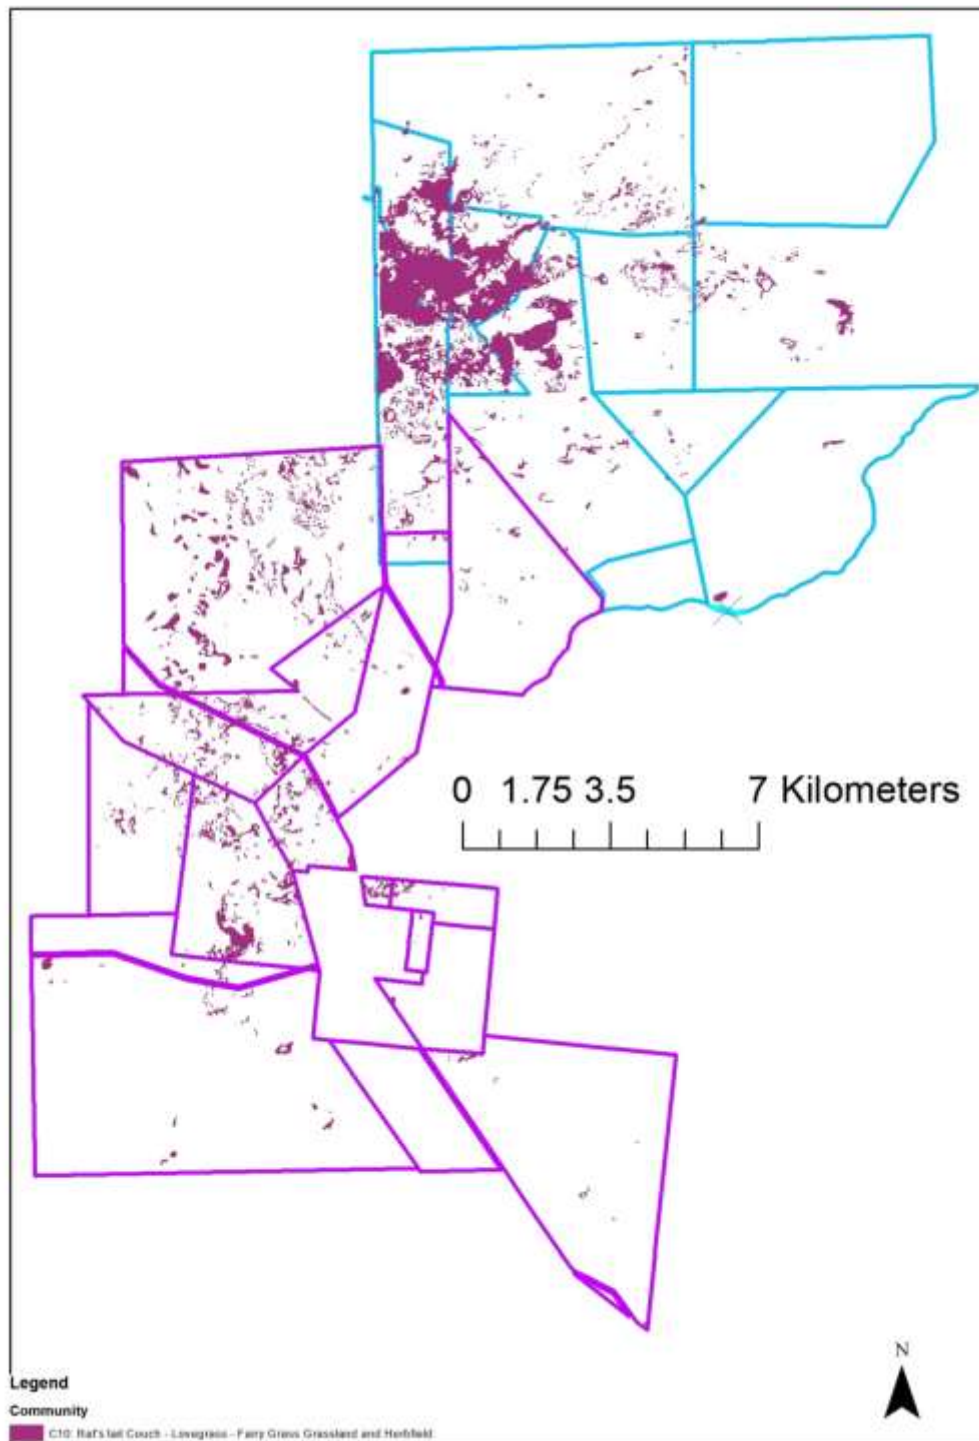 0 1.75 3.5 7 Kilometers
N
Legend
Community
C10: Rat's tail Couch - Lovegrass - Fairy Grass Grassland and Herbfield